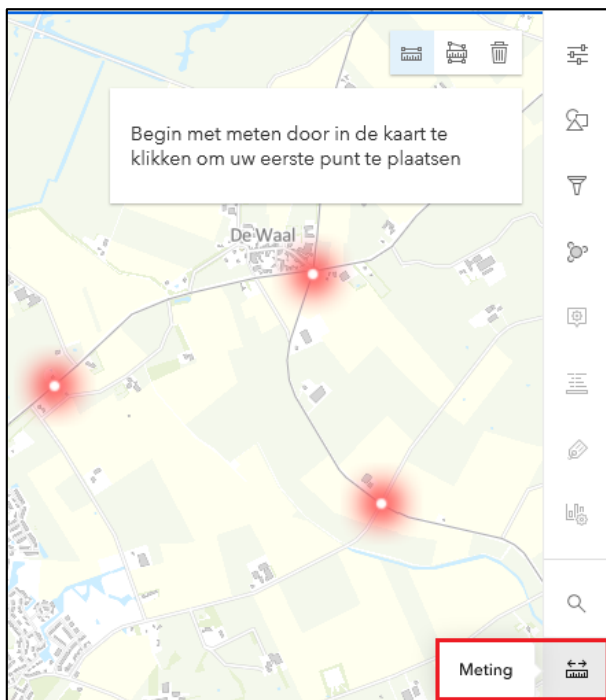 Begin met meten door in de kaart te
klikken om uw eerste punt te plaatsen
De Waal
Meting